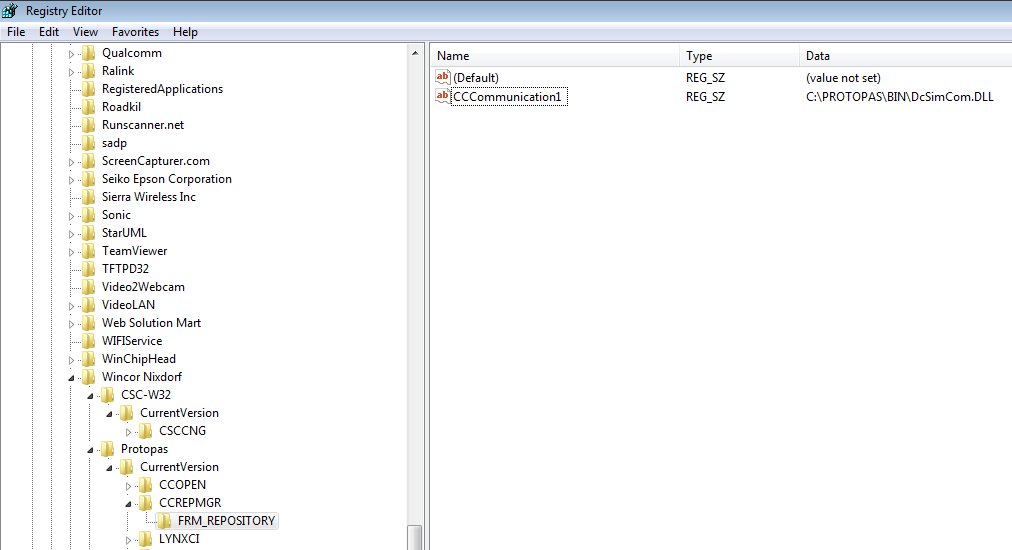 Registry Editor
File Edit View Favorites Help
Qualcomm
Ralink
RegisteredApplications
Roadkil
Runscanner.net
sadp
ScreenCapturer.com
Seiko Epson Corporation
Sierra Wireless Inc
Sonic
StarUML
TeamViewer
TFTPD32
Video2Webcam
VideoLAN
Web Solution Mart
WIFIService
WinChipHead
Wincor Nixdorf
CSC-W32
CurrentVersion
CSCCNG
Protopas
CurrentVersion
CCOPEN
CCREPMGR
FRM_REPOSITORY
LYNXCI
Name Type Data
ab (Default) REG_SZ (value not set)
ab CCCommunication1 REG_SZ C:\PROTOPAS\BIN\DcSimCom.DLL